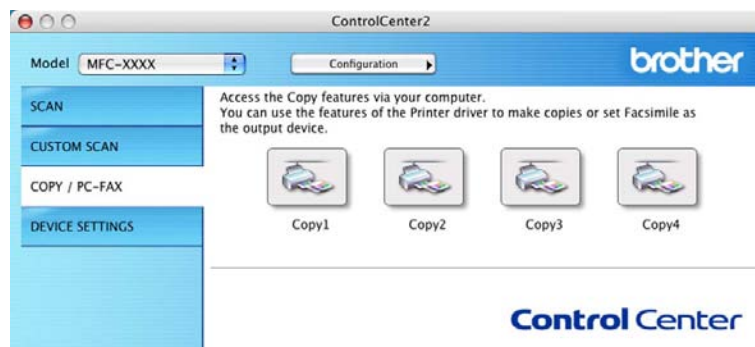 ControlCenter2
Model MFC-XXXX Configuration brother
SCAN
CUSTOM SCAN
COPY / PC-FAX
DEVICE SETTINGS
Access the Copy features via your computer.
You can use the features of the Printer driver to make copies or set Facsimile as
the output device.
Copy1 Copy2 Copy3 Copy4
Control Center